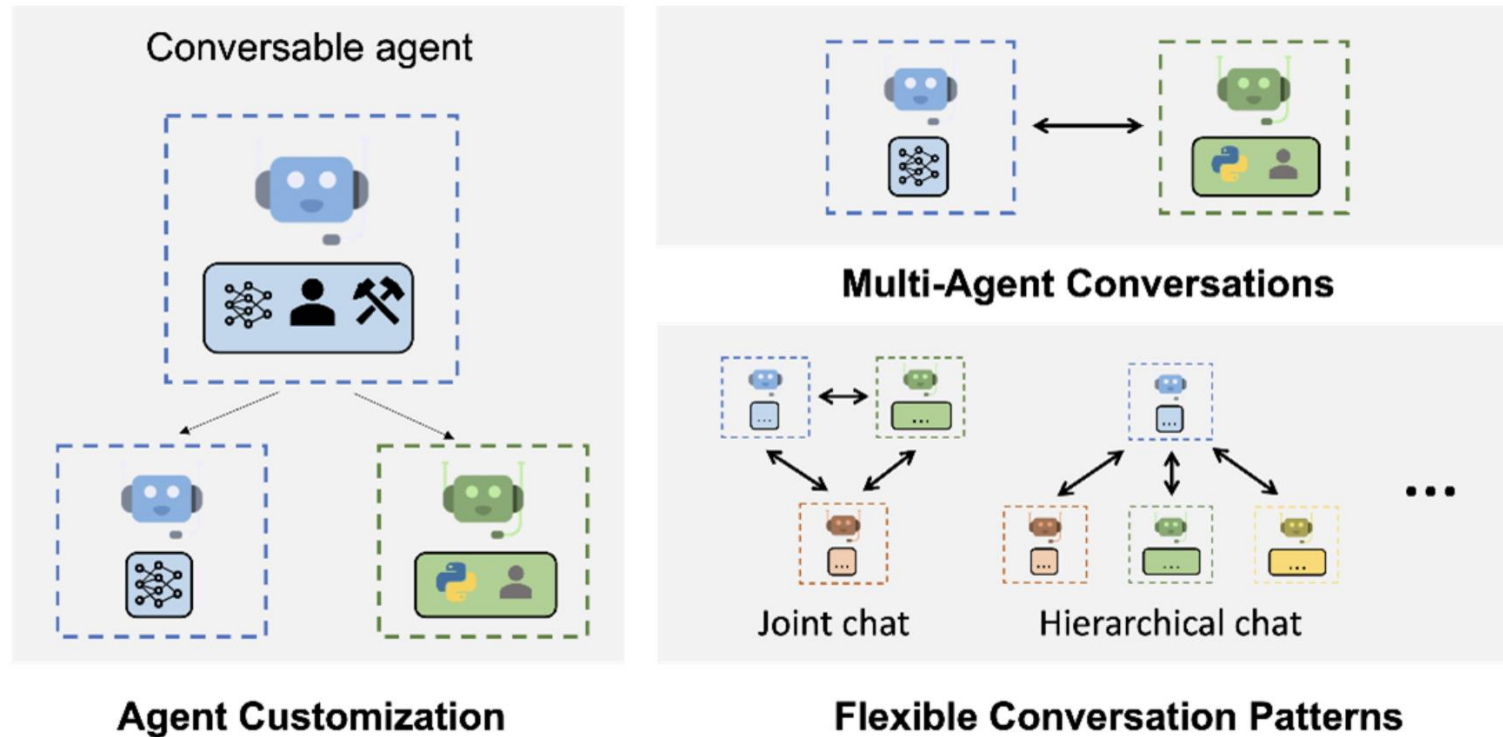 Conversable agent
Agent Customization
Multi-Agent Conversations
...
...
...
Joint chat
...
...
...
...
Hierarchical chat
...
Flexible Conversation Patterns